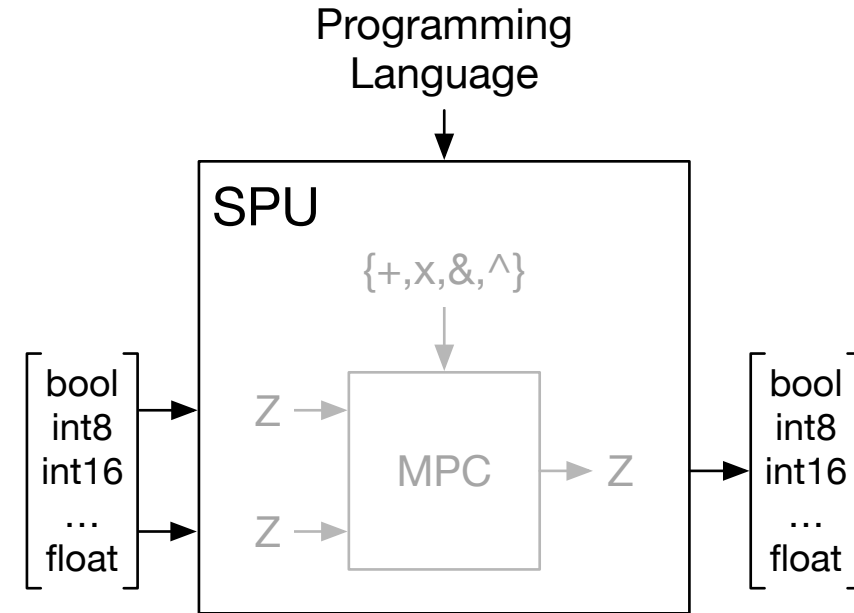 Programming
Language
SPU
{+,x,&,^}
bool
int8
int16
...
float
Z
Z
MPC
Z
bool
int8
int16
...
float